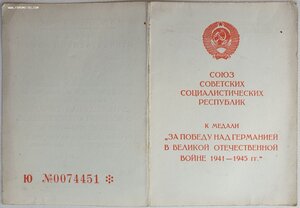 Ю №0074451 *
СОЮЗ
СОВЕТСКИХ
СОЦИАЛИСТИЧЕСКИХ
РЕСПУБЛИК
К МЕДАЛИ
„ЗА ПОБЕДУ НАД ГЕРМАНИЕЙ
В ВЕЛИКОЙ ОТЕЧЕСТВЕННОЙ
ВОЙНЕ 1941—1945 гг."